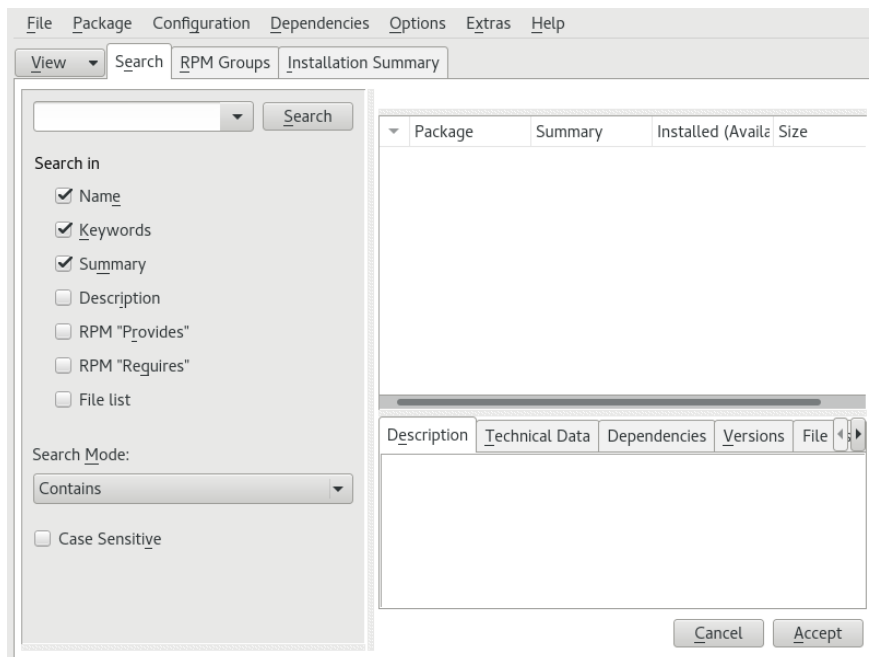 File Package Configuration Dependencies Options Extras Help
View Search RPM Groups Installation Summary
Search
Search in
Name
Keywords
Summary
Description
RPM "Provides"
RPM "Requires"
File list
Search Mode:
Contains
Case Sensitive
Package Summary Installed (Availa Size
Description Technical Data Dependencies Versions File
Cancel Accept